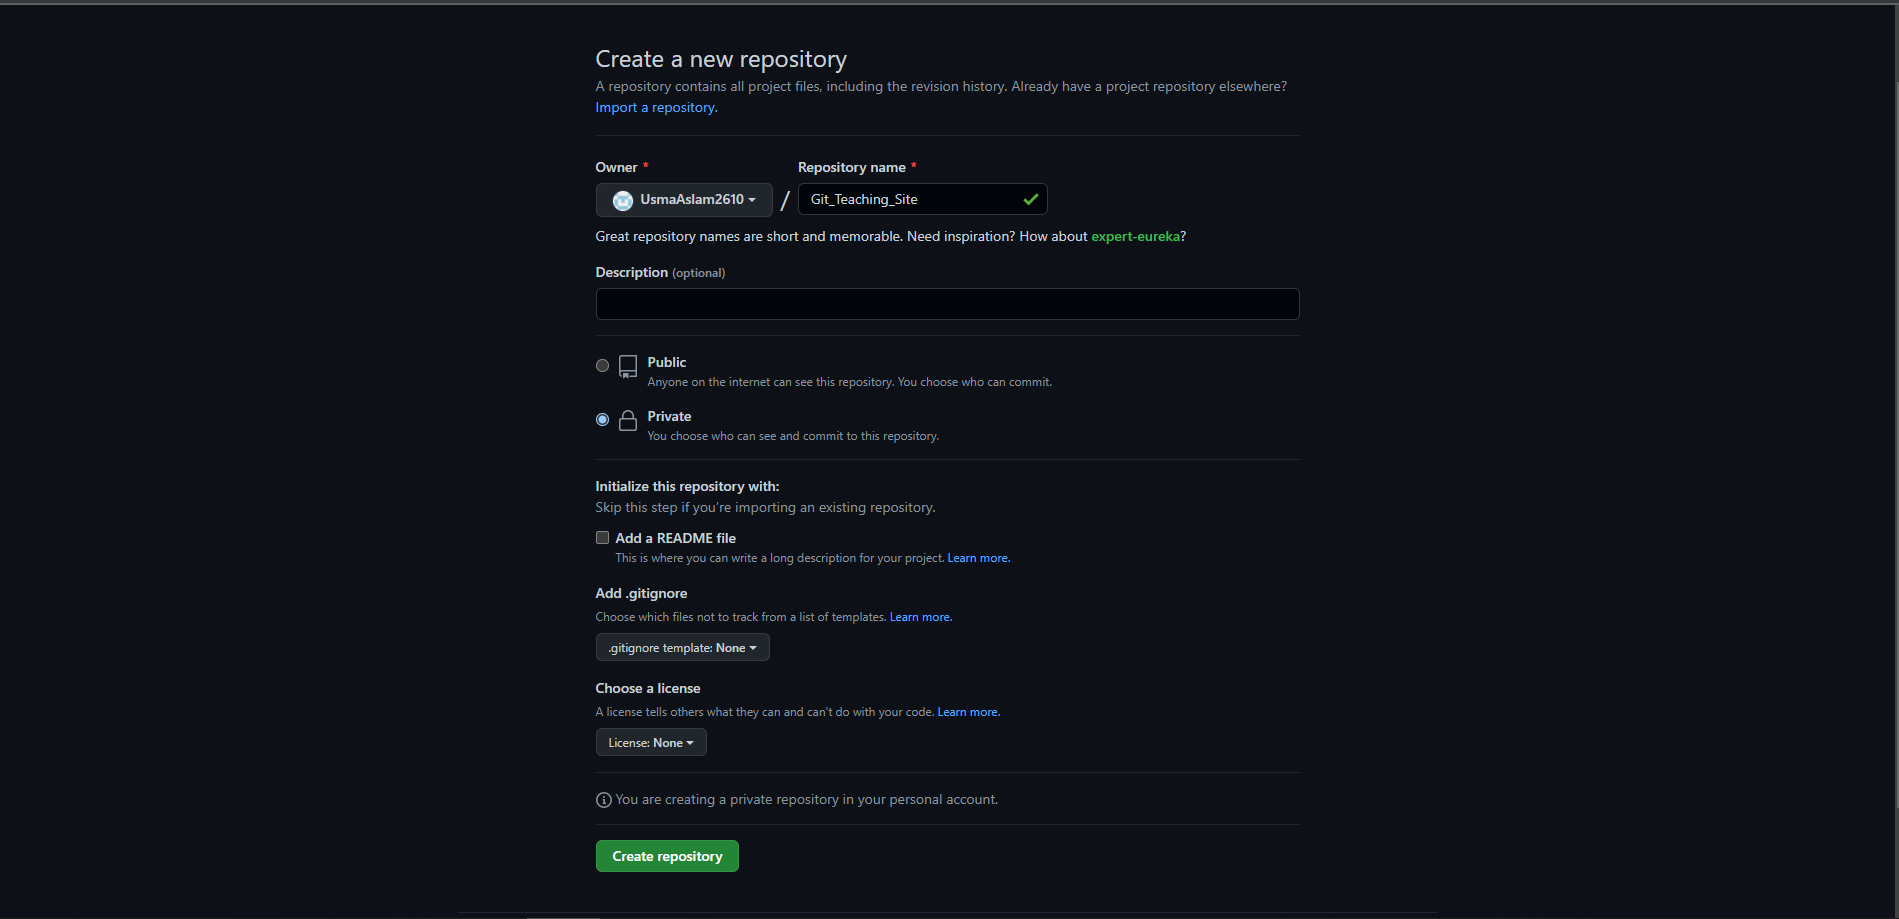 Create a new repository
A repository contains all project files, including the revision history. Already have a project repository elsewhere?
Import a repository.
Owner * Repository name *
UsmaAslam2610 / Git_Teaching_Site
Great repository names are short and memorable. Need inspiration? How about expert-eureka?
Description (optional)
Public
Anyone on the internet can see this repository. You choose who can commit.
Private
You choose who can see and commit to this repository.
Initialize this repository with:
Skip this step if you’re importing an existing repository.
Add a README file
This is where you can write a long description for your project. Learn more.
Add .gitignore
Choose which files not to track from a list of templates. Learn more.
.gitignore template: None
Choose a license
A license tells others what they can and can't do with your code. Learn more.
License: None
You are creating a private repository in your personal account.
Create repository